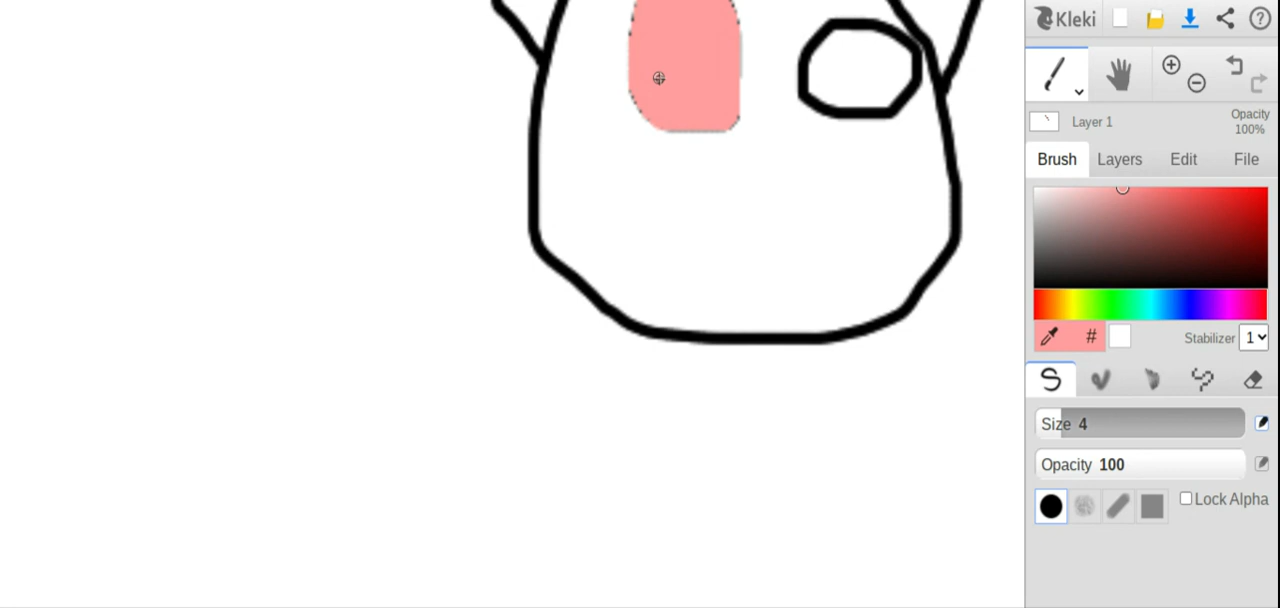 Kleki
Layer 1
Opacity
100%
Brush Layers Edit File
# Stabilizer 1
Size 4
Opacity 100
Lock Alpha